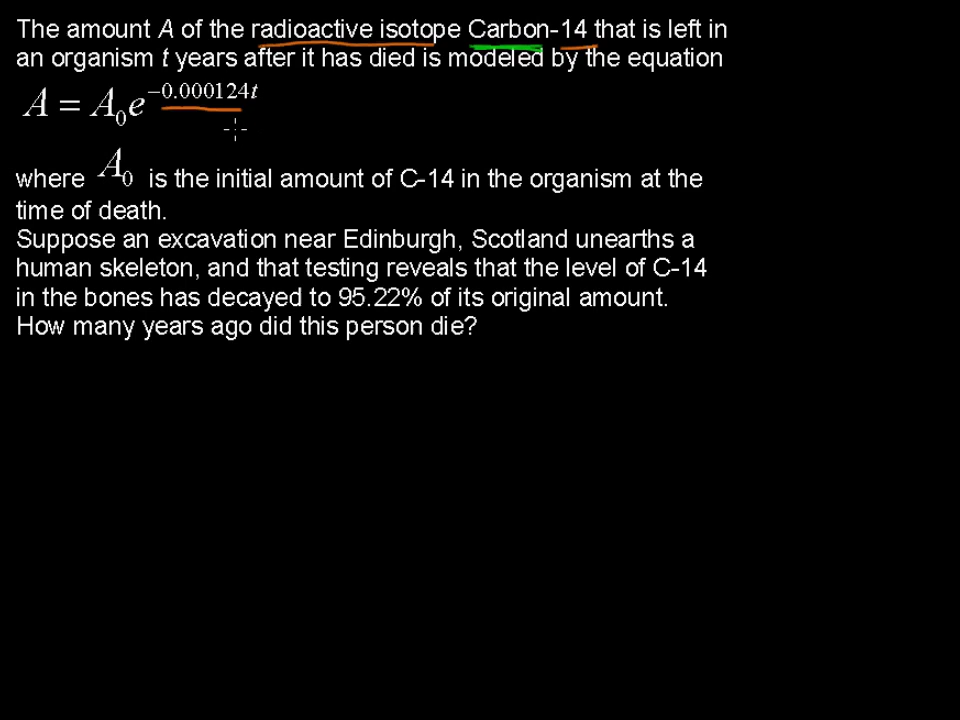 The amount A of the radioactive isotope Carbon-14 that is left in
an organism t years after it has died is modeled by the equation
A = A₀e^{-0.000124t}
where A₀ is the initial amount of C-14 in the organism at the
time of death.
Suppose an excavation near Edinburgh, Scotland unearths a
human skeleton, and that testing reveals that the level of C-14
in the bones has decayed to 95.22% of its original amount.
How many years ago did this person die?